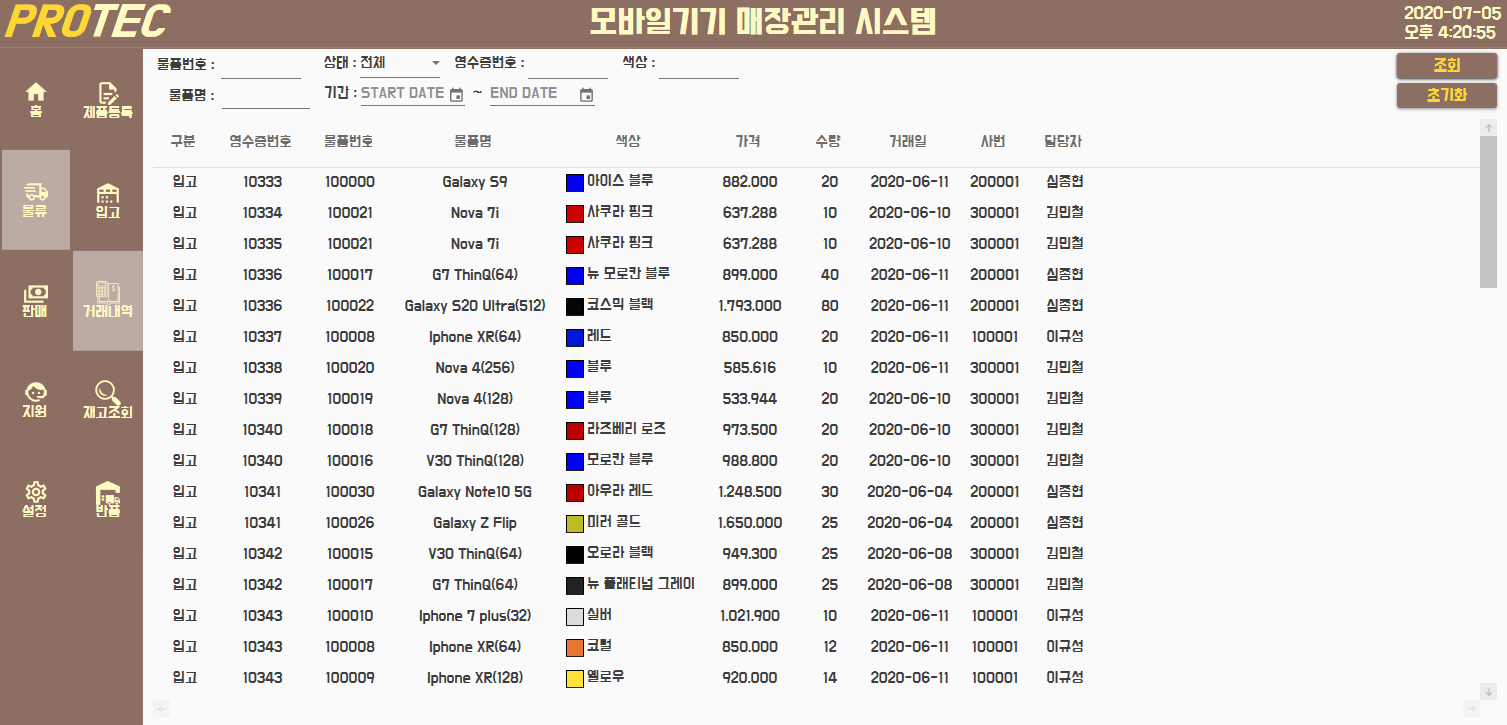 PROTEC 모바일기기 매장관리 시스템 2020-07-05
오후 4:20:55
물품번호 : 상태 : 전체 영수증번호 : 색상 : 조회
물품명 : 기간 : START DATE ~ END DATE 초기화
홈 제품등록
물류 입고
판매 거래내역
지원 재고조회
설정 반품
구분 영수증번호 물품번호 물품명 색상 가격 수량 거래일 사번 담당자
입고 10333 100000 Galaxy S9 아이스 블루 882.000 20 2020-06-11 200001 심종현
입고 10334 100021 Nova 7i 사쿠라 핑크 637.288 10 2020-06-10 300001 김민철
입고 10335 100021 Nova 7i 사쿠라 핑크 637.288 10 2020-06-10 300001 김민철
입고 10336 100017 G7 ThinQ(64) 뉴 모로칸 블루 899.000 40 2020-06-11 200001 심종현
입고 10336 100022 Galaxy S20 Ultra(512) 코스믹 블랙 1.793.000 80 2020-06-11 200001 심종현
입고 10337 100008 Iphone XR(64) 레드 850.000 20 2020-06-11 100001 이규성
입고 10338 100020 Nova 4(256) 블루 585.616 10 2020-06-11 300001 김민철
입고 10339 100019 Nova 4(128) 블루 533.944 20 2020-06-10 300001 김민철
입고 10340 100018 G7 ThinQ(128) 라즈베리 로즈 973.500 20 2020-06-10 300001 김민철
입고 10340 100016 V30 ThinQ(128) 모로칸 블루 988.800 20 2020-06-10 300001 김민철
입고 10341 100030 Galaxy Note10 5G 아우라 레드 1.248.500 30 2020-06-04 200001 심종현
입고 10341 100026 Galaxy Z Flip 미러 골드 1.650.000 25 2020-06-04 200001 심종현
입고 10342 100015 V30 ThinQ(64) 오로라 블랙 949.300 25 2020-06-08 300001 김민철
입고 10342 100017 G7 ThinQ(64) 뉴 플래티넘 그레이 899.000 25 2020-06-08 300001 김민철
입고 10343 100010 Iphone 7 plus(32) 실버 1.021.900 10 2020-06-11 100001 이규성
입고 10343 100008 Iphone XR(64) 코럴 850.000 12 2020-06-11 100001 이규성
입고 10343 100009 Iphone XR(128) 옐로우 920.000 14 2020-06-11 100001 이규성